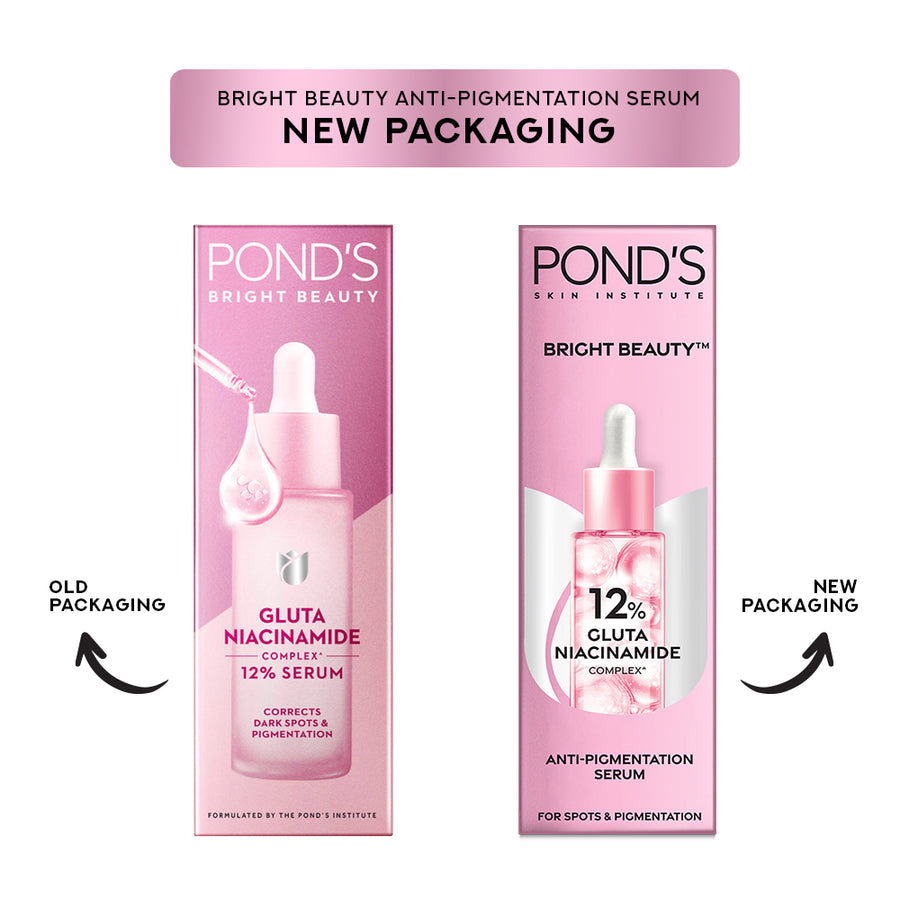 BRIGHT BEAUTY ANTI-PIGMENTATION SERUM
NEW PACKAGING
POND'S
BRIGHT BEAUTY
GLUTA
NIACINAMIDE
COMPLEX^
12% SERUM
CORRECTS
DARK SPOTS &
PIGMENTATION
FORMULATED BY THE POND'S INSTITUTE
OLD
PACKAGING
POND'S
SKIN INSTITUTE
BRIGHT BEAUTY™
12%
GLUTA
NIACINAMIDE
COMPLEX^
ANTI-PIGMENTATION
SERUM
FOR SPOTS & PIGMENTATION
NEW
PACKAGING